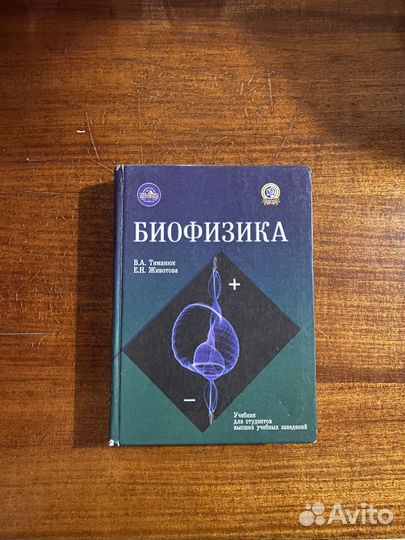 БИОФИЗИКА
В.А. Тиманюк
Е.Н. Животова
+
−
Учебник
для студентов
высших учебных заведений
Avito